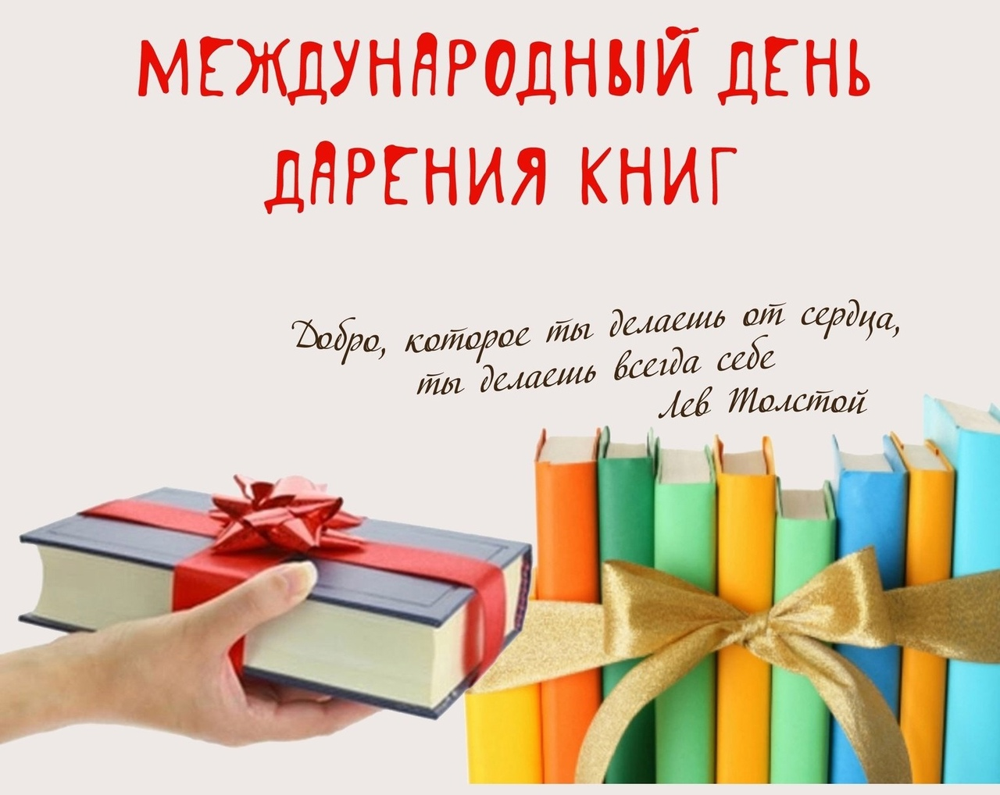 МЕЖДУНАРОДНЫЙ ДЕНЬ
ДАРЕНИЯ КНИГ
Добро, которое ты делаешь от сердца,
ты делаешь всегда себе
Лев Толстой